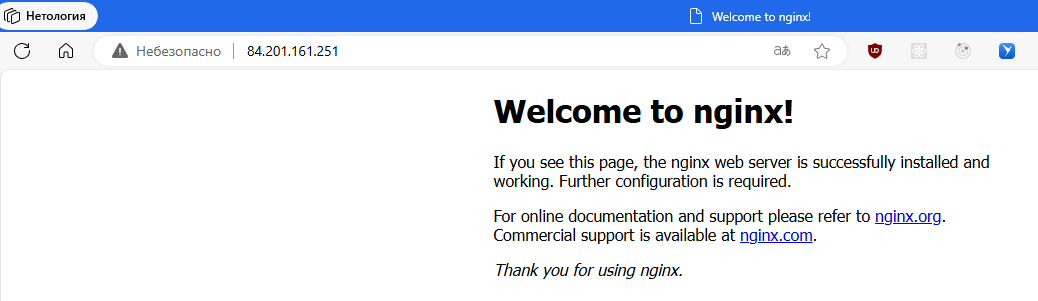 Нетология
Welcome to nginx!
Небезопасно 84.201.161.251
Welcome to nginx!
If you see this page, the nginx web server is successfully installed and
working. Further configuration is required.
For online documentation and support please refer to nginx.org.
Commercial support is available at nginx.com.
Thank you for using nginx.